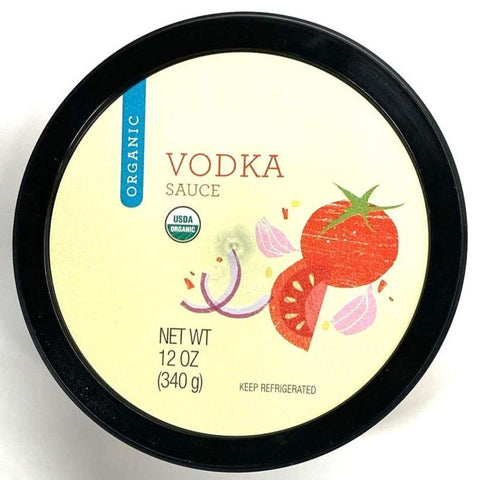 ORGANIC
VODKA
SAUCE
USDA
ORGANIC
NET WT
12 OZ
(340 g)
KEEP REFRIGERATED